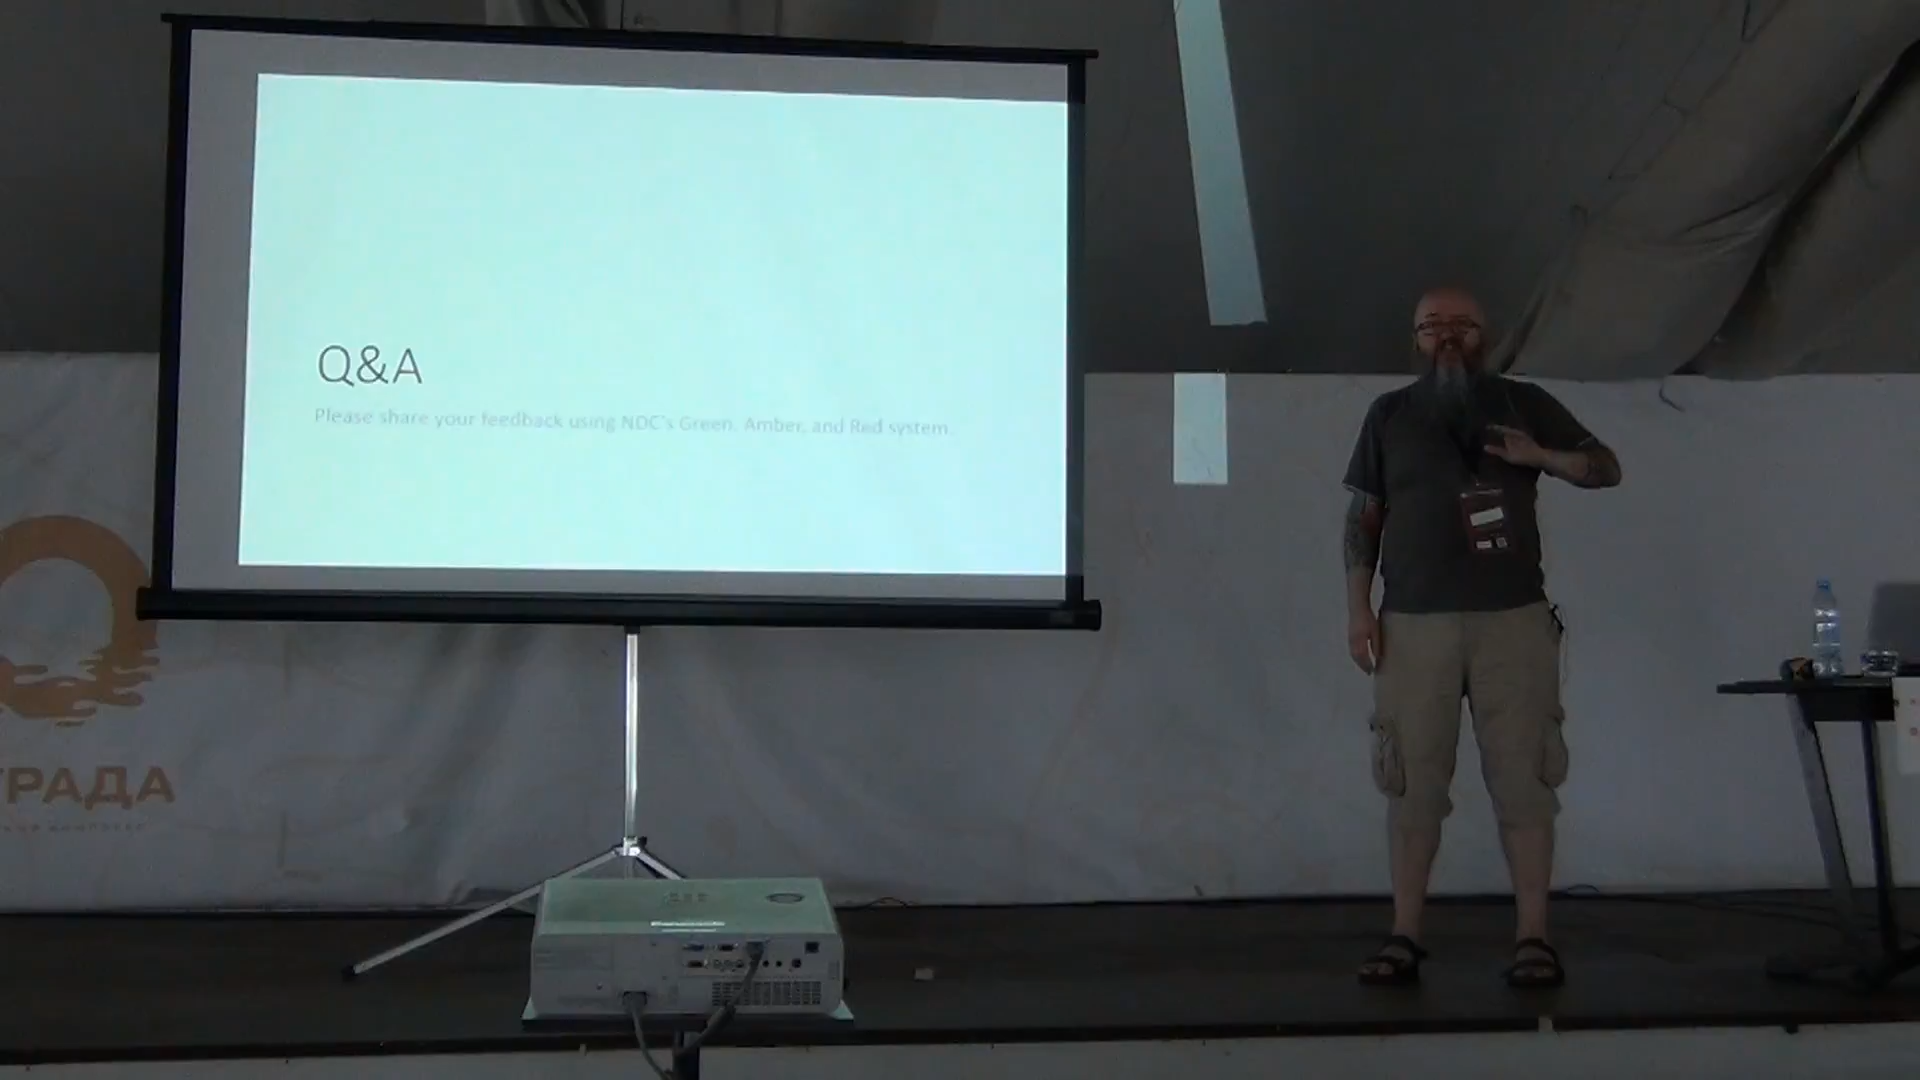 Q&A
Please share your feedback using NDC's Green, Amber, and Red system.
ГРАДА